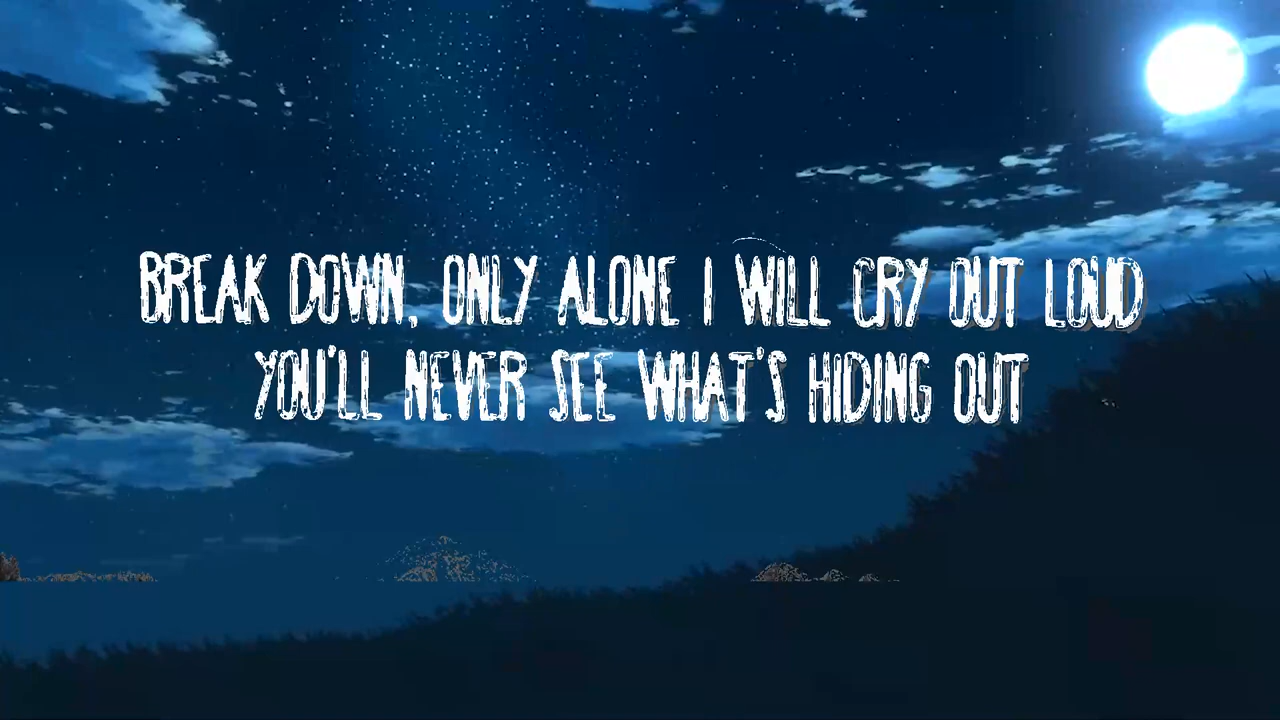 BREAK DOWN, ONLY ALONE I WILL CRY OUT LOUD
YOU'LL NEVER SEE WHAT'S HIDING OUT